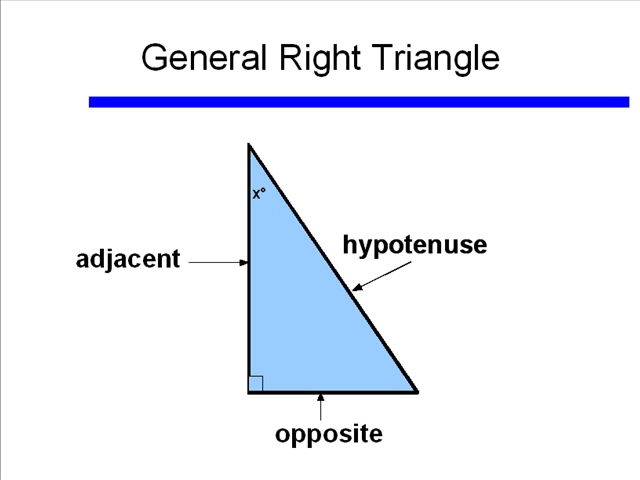 General Right Triangle
x°
adjacent
hypotenuse
opposite